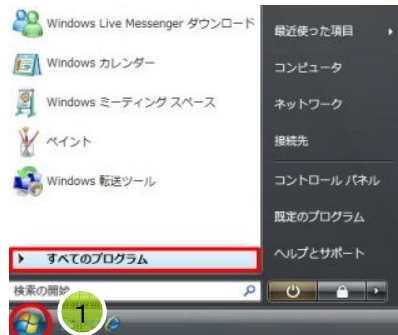 Windows Live Messenger ダウンロード
Windows カレンダー
Windows ミーティング スペース
ペイント
Windows 転送ツール
すべてのプログラム
検索の開始
最近使った項目
コンピュータ
ネットワーク
接続先
コントロール パネル
既定のプログラム
ヘルプとサポート
1